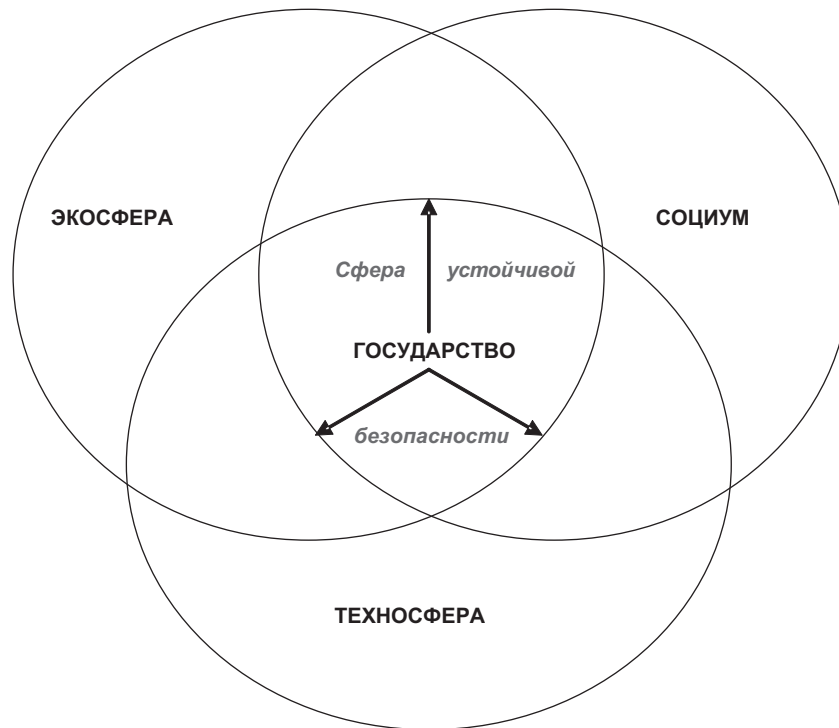 ЭКОСФЕРА
СОЦИУМ
Сфера устойчивой
ГОСУДАРСТВО
безопасности
ТЕХНОСФЕРА